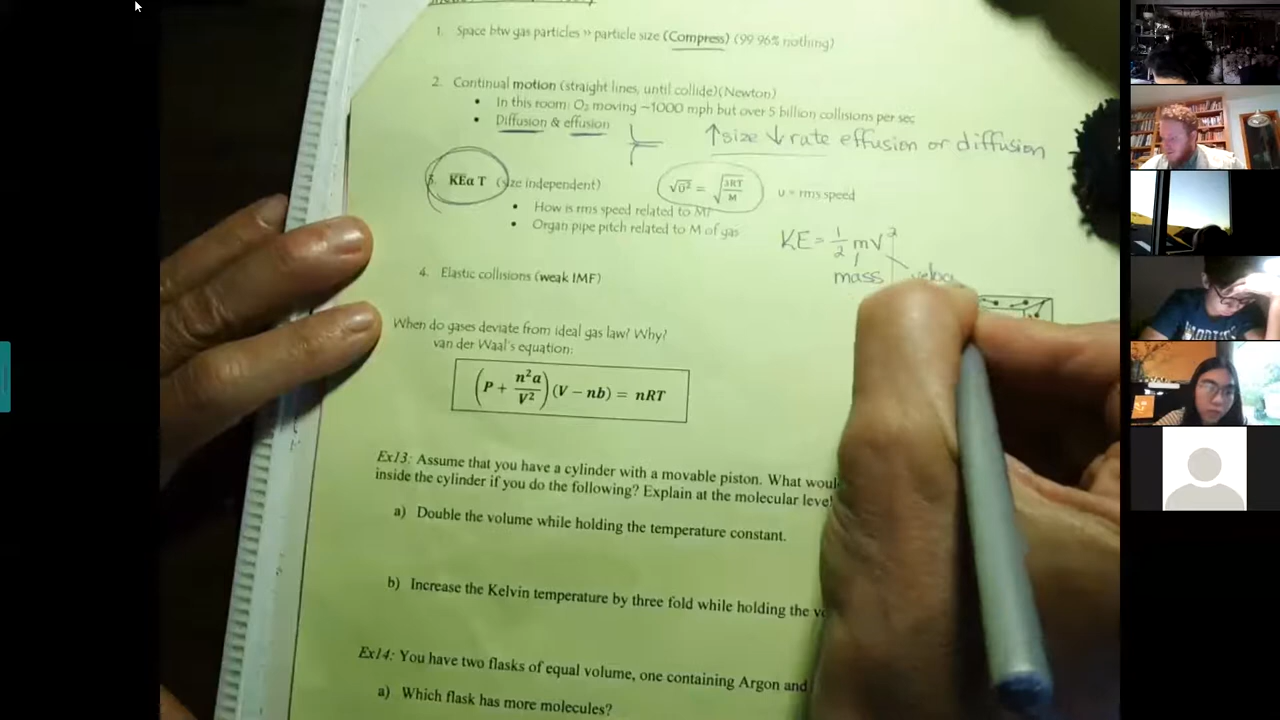 1. Space btw gas particles >> particle size (Compress) (99.96% nothing)
2. Continual motion (straight lines, until collide)(Newton)
• In this room: O₂ moving ~1000 mph but over 5 billion collisions per sec
• Diffusion & effusion
↑size ↓rate effusion or diffusion
KEα T (size independent)
√u̅² = √3RT/M
u = rms speed
• How is rms speed related to M?
• Organ pipe pitch related to M of gas
KE = 1/2 mv²
mass
4. Elastic collisions (weak IMF)
When do gases deviate from ideal gas law? Why?
van der Waal's equation:
(P + n²a/V²) (V − nb) = nRT
Ex13: Assume that you have a cylinder with a movable piston. What
inside the cylinder if you do the following? Explain at the molecular
a) Double the volume while holding the temperature constant.
b) Increase the Kelvin temperature by three fold while holding the
Ex14: You have two flasks of equal volume, one containing Argon and
a) Which flask has more molecules?